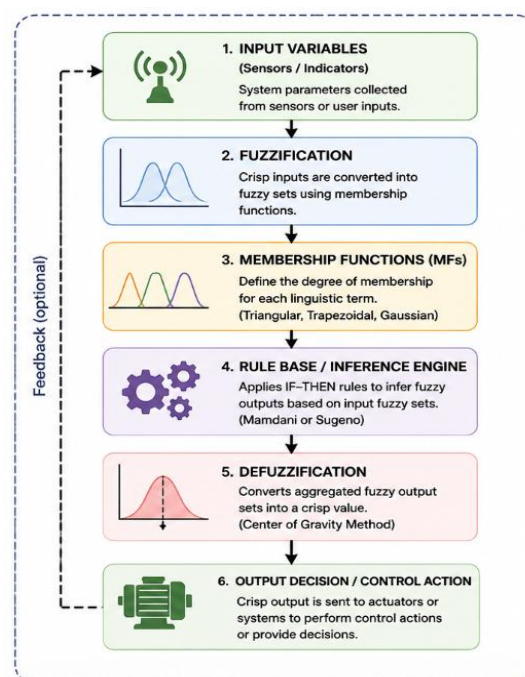 1. INPUT VARIABLES
(Sensors / Indicators)
System parameters collected
from sensors or user inputs.
2. FUZZIFICATION
Crisp inputs are converted into
fuzzy sets using membership
functions.
3. MEMBERSHIP FUNCTIONS (MFs)
Define the degree of membership
for each linguistic term.
(Triangular, Trapezoidal, Gaussian)
4. RULE BASE / INFERENCE ENGINE
Applies IF–THEN rules to infer fuzzy
outputs based on input fuzzy sets.
(Mamdani or Sugeno)
5. DEFUZZIFICATION
Converts aggregated fuzzy output
sets into a crisp value.
(Center of Gravity Method)
6. OUTPUT DECISION / CONTROL ACTION
Crisp output is sent to actuators or
systems to perform control actions
or provide decisions.
Feedback (optional)